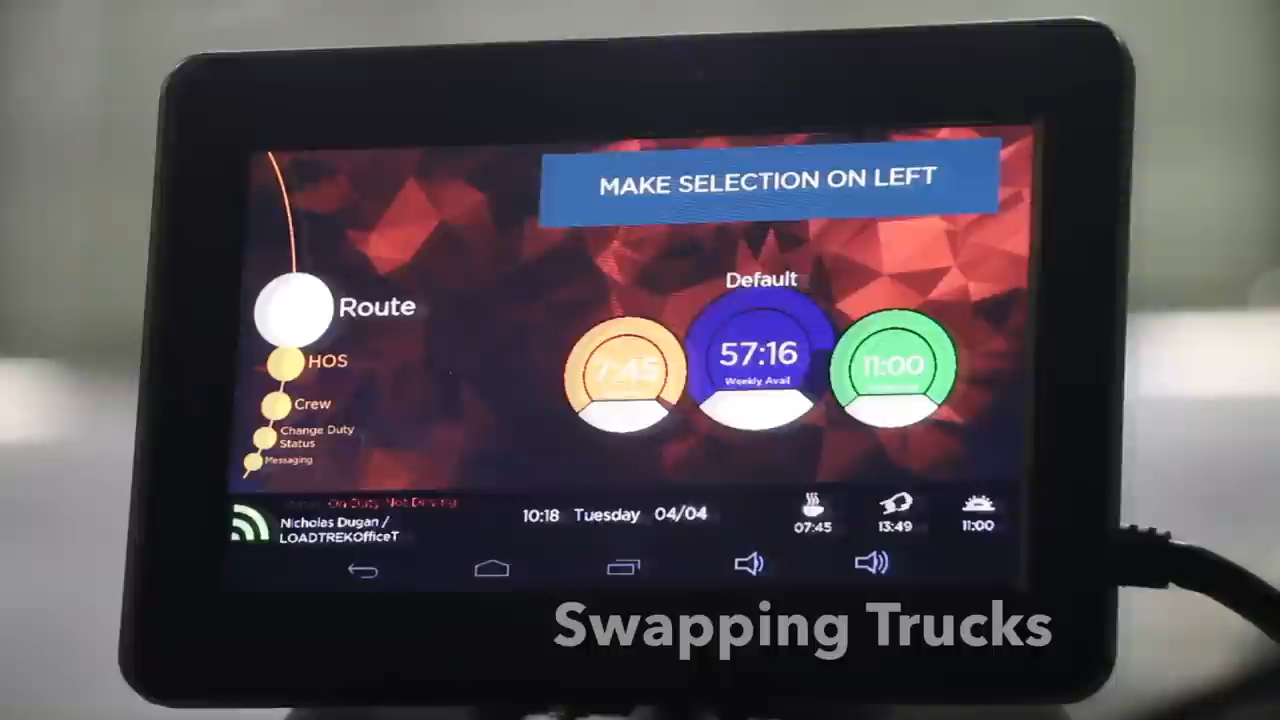 MAKE SELECTION ON LEFT
Default
Route
HOS
Crew
Change Duty
Status
Messaging
7:45
57:16
Weekly Avail
11:00
On Duty Not Driving
Nicholas Dugan /
LOADTREKOfficeT
10:18 Tuesday 04/04
07:45
13:49
11:00
Swapping Trucks